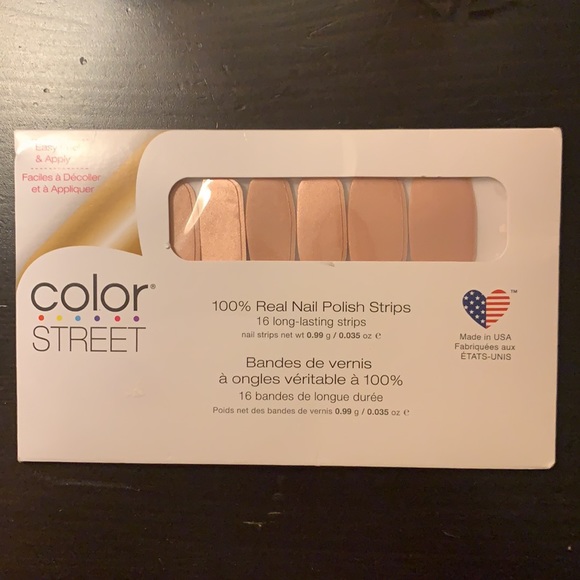 & Apply
Faciles à Décoller
et à Appliquer
color®
STREET
100% Real Nail Polish Strips
16 long-lasting strips
nail strips net wt 0.99 g / 0.035 oz ℮
Bandes de vernis
à ongles véritable à 100%
16 bandes de longue durée
Poids net des bandes de vernis 0.99 g / 0.035 oz ℮
TM
Made in USA
Fabriquées aux
ÉTATS-UNIS